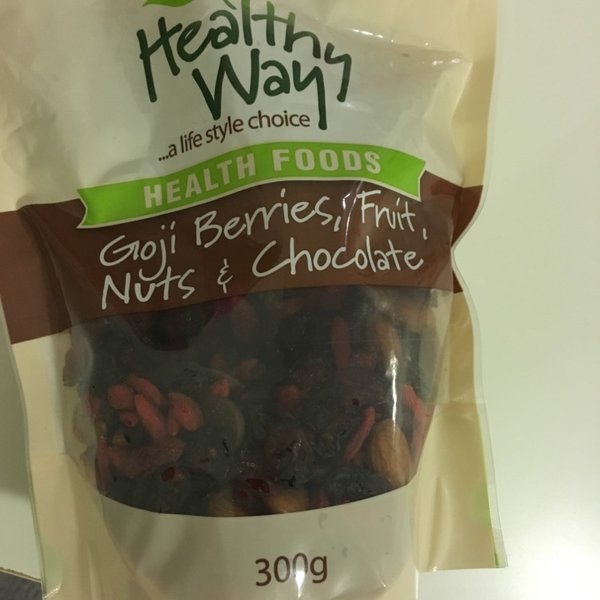 Healthy
Way
...a life style choice
HEALTH FOODS
Goji Berries, Fruit,
Nuts & Chocolate
300g